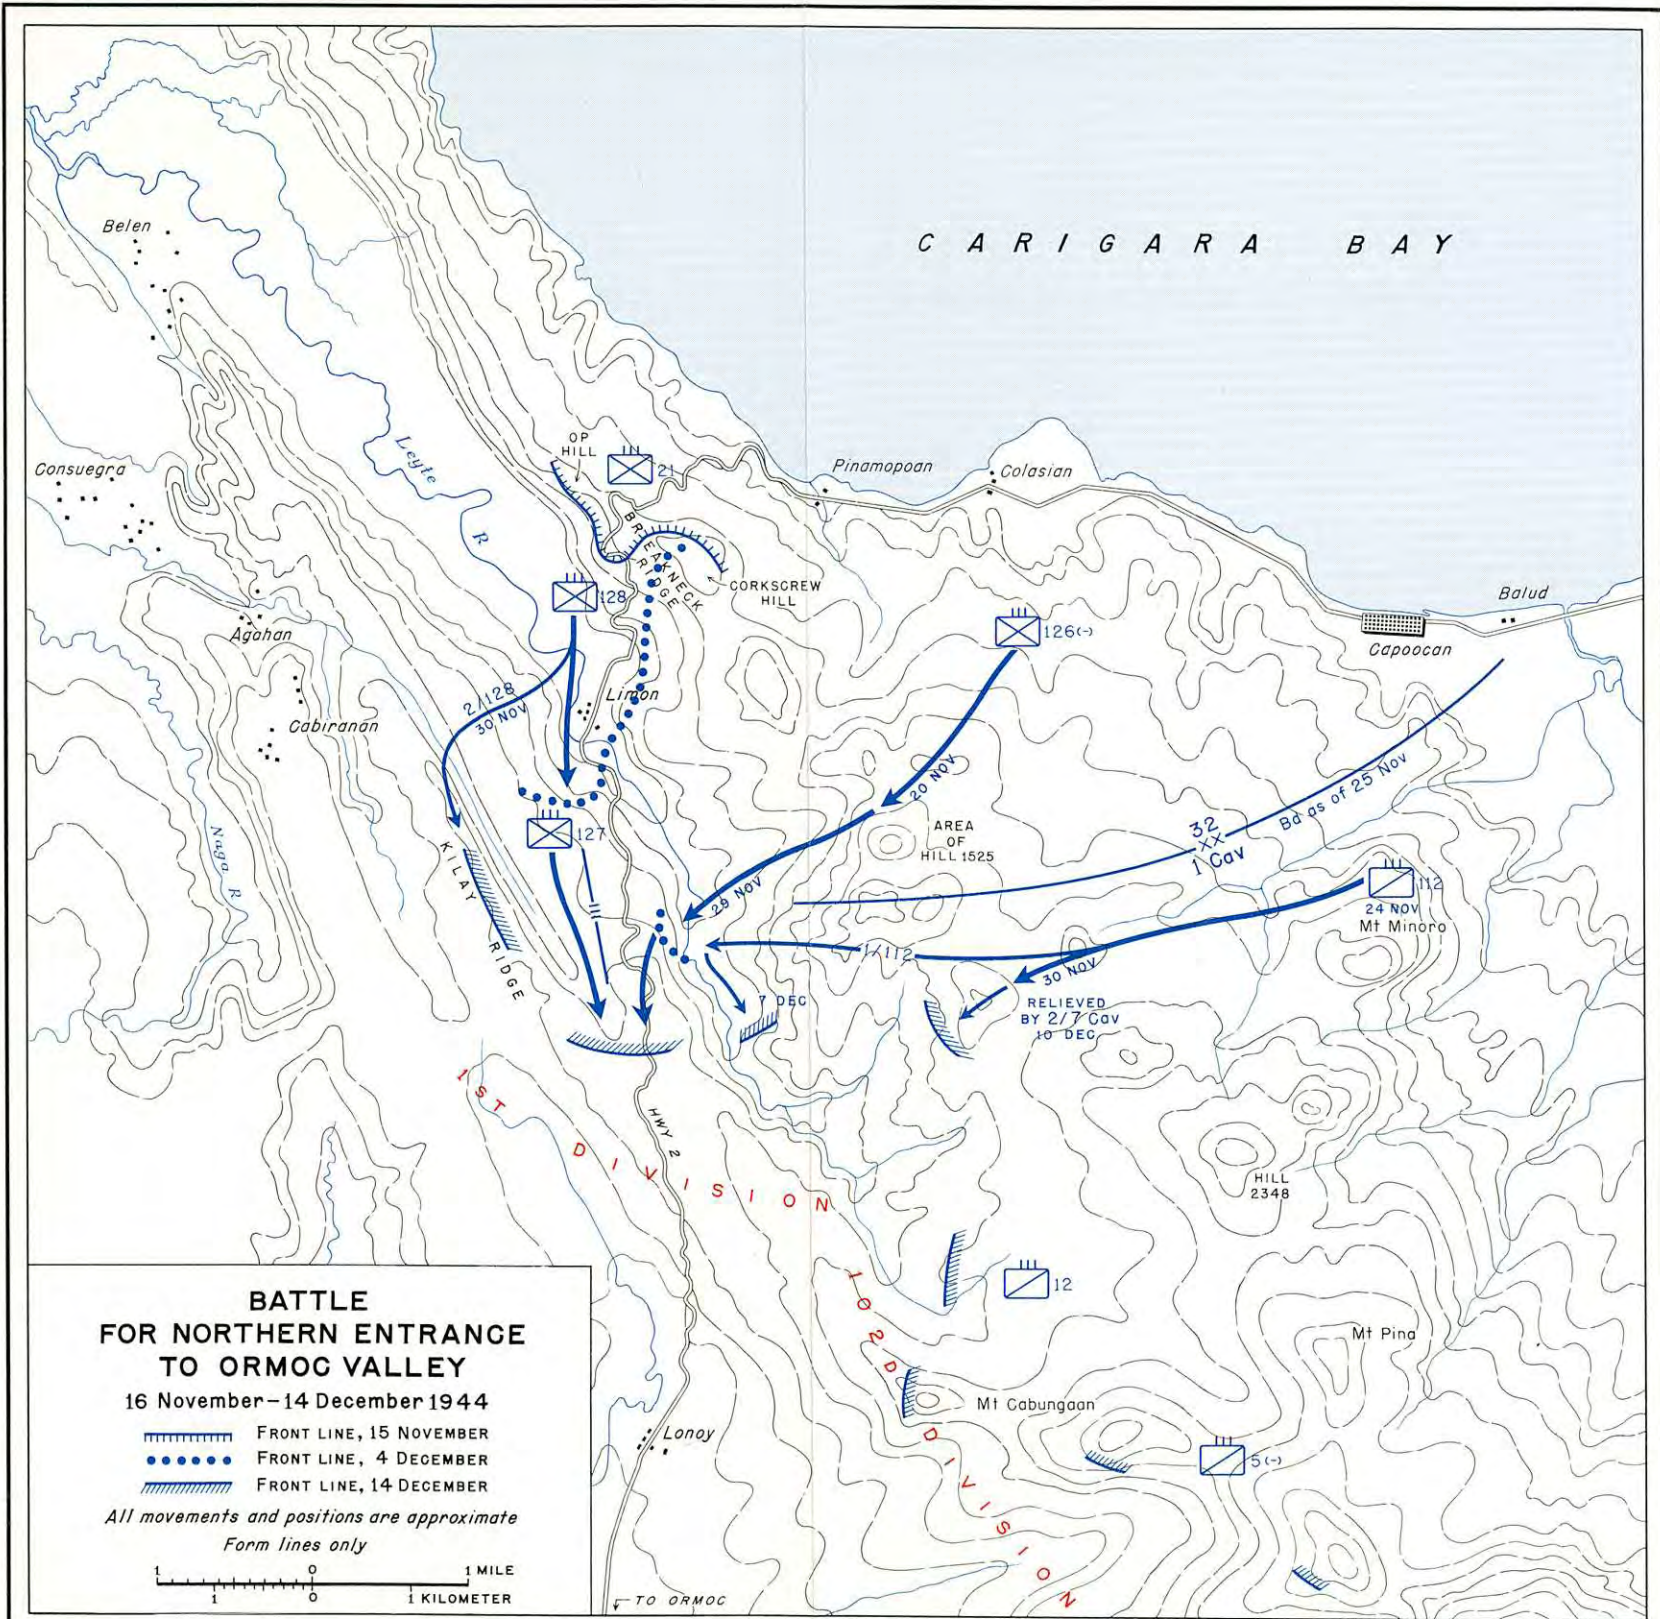 CARIGARA BAY
Belen
Leyte R
Consuegra
OP
HILL
21
Pinamopoan
Colasian
BREAKNECK
RIDGE
CORKSCREW
HILL
128
Balud
126(-)
Capoocan
Agahan
2/128
30 NOV
Limon
Cabiranan
20 NOV
Naga R
127
AREA
OF
HILL 1525
32
XX
1 Cav
Bd as of 25 Nov
KILAY RIDGE
29 NOV
112
24 NOV
Mt Minoro
1/112
30 NOV
7 DEC
RELIEVED
BY 2/7 Cav
10 DEC
1ST DIVISION
HWY 2
HILL
2348
12
102D DIVISION
Mt Pina
Mt Cabungaan
Lonoy
5(-)
TO ORMOC
BATTLE
FOR NORTHERN ENTRANCE
TO ORMOC VALLEY
16 November–14 December 1944
FRONT LINE, 15 NOVEMBER
FRONT LINE, 4 DECEMBER
FRONT LINE, 14 DECEMBER
All movements and positions are approximate
Form lines only
1 0 1 MILE
1 0 1 KILOMETER